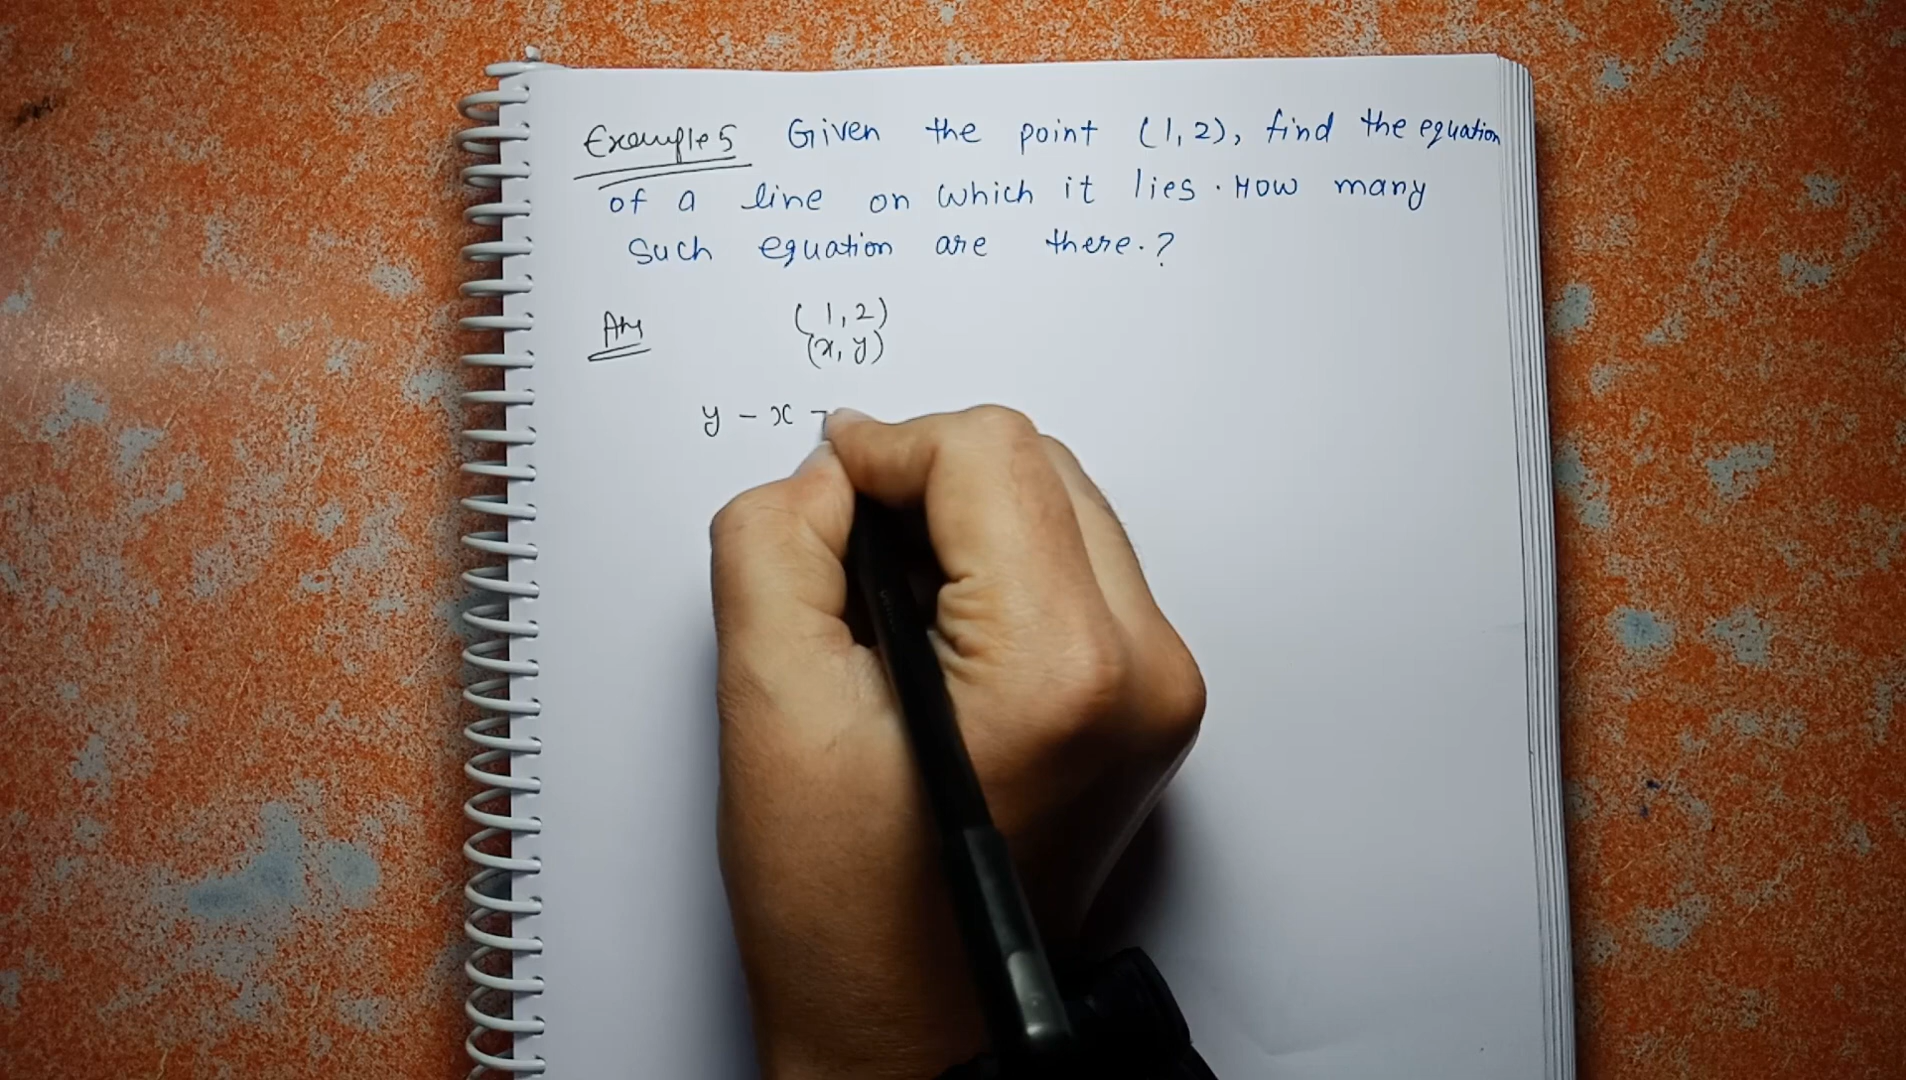 Example 5 Given the point (1,2), find the equation
of a line on which it lies. How many
such equation are there.?
Ans (1,2)
(x, y)
y - x